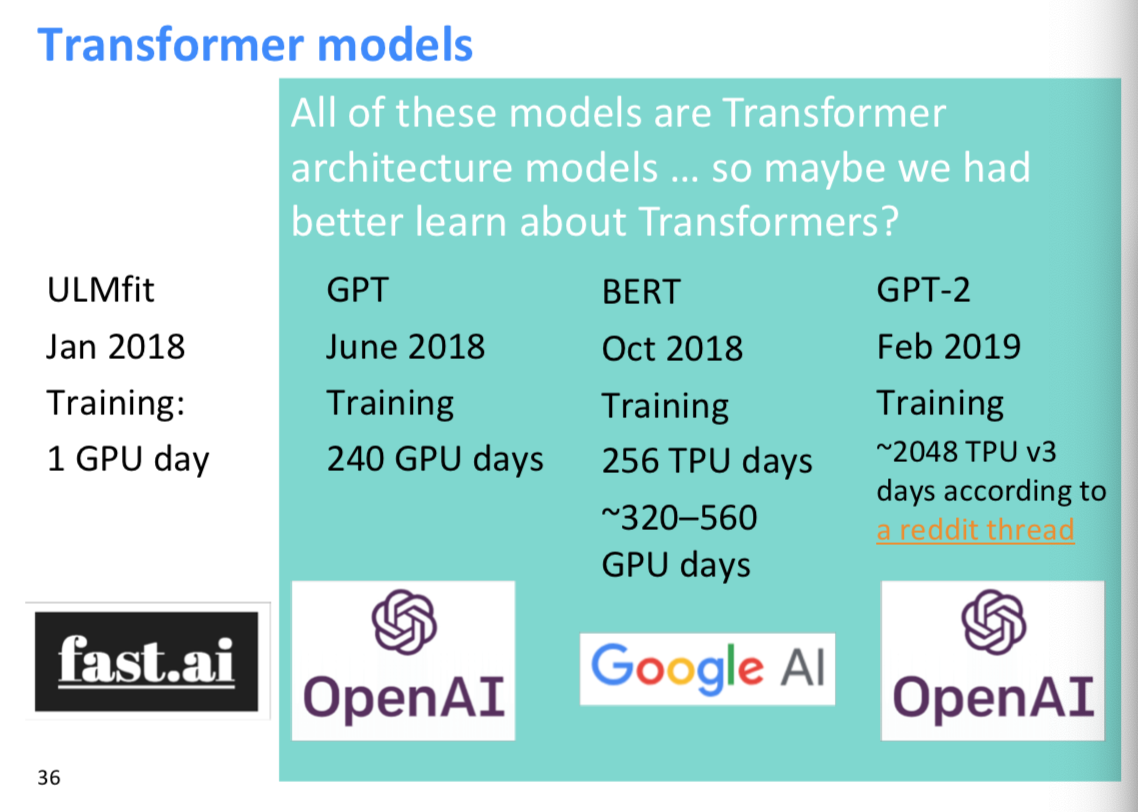 Transformer models
All of these models are Transformer
architecture models … so maybe we had
better learn about Transformers?
ULMfit
Jan 2018
Training:
1 GPU day
fast.ai
GPT
June 2018
Training
240 GPU days
OpenAI
BERT
Oct 2018
Training
256 TPU days
~320–560
GPU days
Google AI
GPT-2
Feb 2019
Training
~2048 TPU v3
days according to
a reddit thread
OpenAI
36